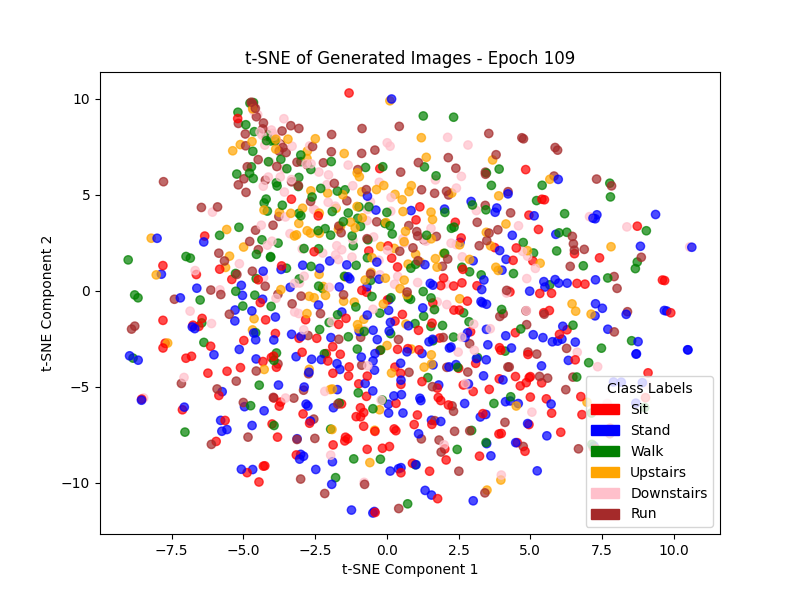 t-SNE of Generated Images - Epoch 109
t-SNE Component 2
10
5
0
−5
−10
Class Labels
Sit
Stand
Walk
Upstairs
Downstairs
Run
−7.5
−5.0
−2.5
0.0
2.5
5.0
7.5
10.0
t-SNE Component 1